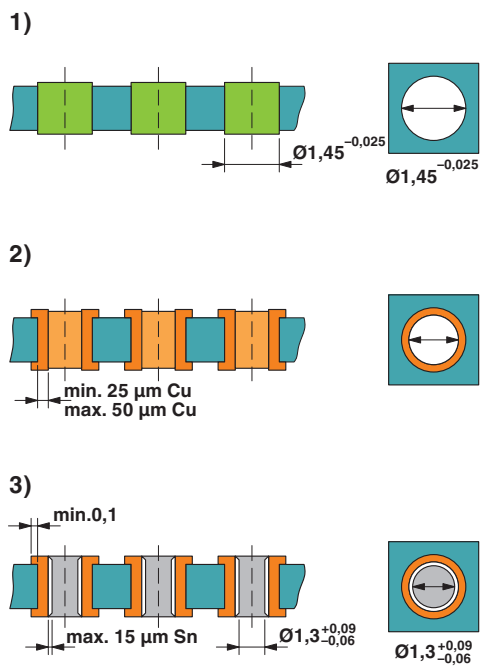 1)
Ø1,45 −0,025
Ø1,45 −0,025
2)
min. 25 µm Cu
max. 50 µm Cu
3)
min.0,1
max. 15 µm Sn
Ø1,3 +0,09 −0,06
Ø1,3 +0,09 −0,06